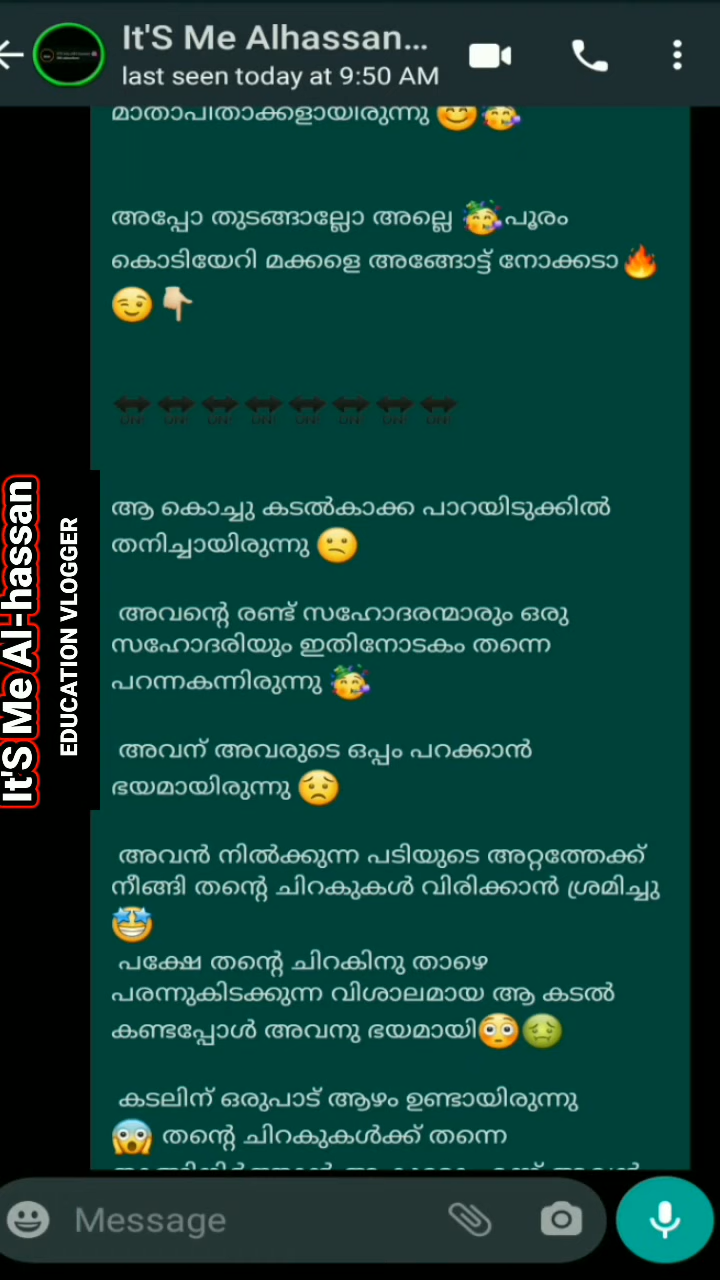 It'S Me Alhassan...
last seen today at 9:50 AM
മാതാപിതാക്കളായിരുന്നു 😊🥳
അപ്പോ തുടങ്ങാല്ലോ അല്ലെ 🥳പൂരം
കൊടിയേറി മക്കളെ അങ്ങോട്ട് നോക്കടാ🔥
😉👇🏻
🔛🔛🔛🔛🔛🔛🔛🔛
ആ കൊച്ചു കടൽകാക്ക പാറയിടുക്കിൽ
തനിച്ചായിരുന്നു 😕
അവന്റെ രണ്ട് സഹോദരന്മാരും ഒരു
സഹോദരിയും ഇതിനോടകം തന്നെ
പറന്നകന്നിരുന്നു 🥳
അവന് അവരുടെ ഒപ്പം പറക്കാൻ
ഭയമായിരുന്നു 😟
അവൻ നിൽക്കുന്ന പടിയുടെ അറ്റത്തേക്ക്
നീങ്ങി തന്റെ ചിറകുകൾ വിരിക്കാൻ ശ്രമിച്ചു
🤩
പക്ഷേ തന്റെ ചിറകിനു താഴെ
പരന്നുകിടക്കുന്ന വിശാലമായ ആ കടൽ
കണ്ടപ്പോൾ അവനു ഭയമായി😳🤢
കടലിന് ഒരുപാട് ആഴം ഉണ്ടായിരുന്നു
😱 തന്റെ ചിറകുകൾക്ക് തന്നെ
Message
It'S Me Al-hassan
EDUCATION VLOGGER